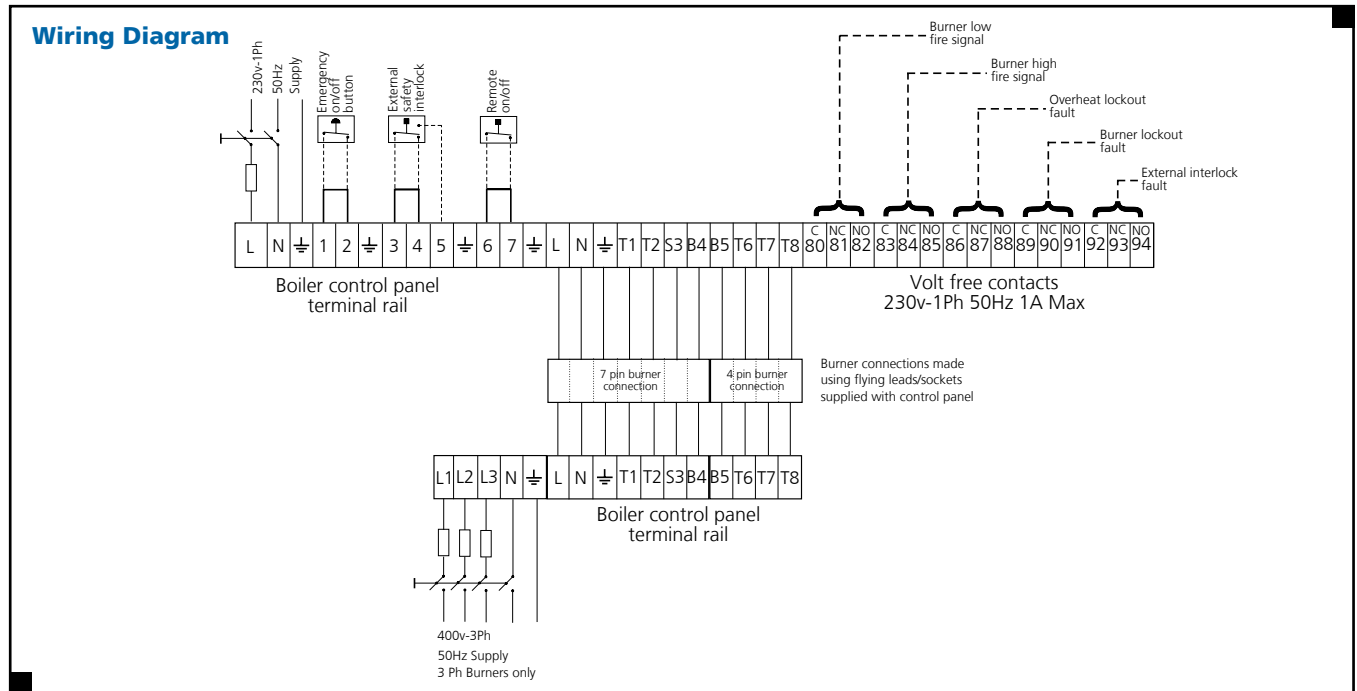 Wiring Diagram
230v-1Ph
50Hz
Supply
Emergency
on/off
button
External
safety
interlock
Remote
on/off
Burner low
fire signal
Burner high
fire signal
Overheat lockout
fault
Burner lockout
fault
External interlock
fault
L N 1 2 3 4 5 6 7 L N T1 T2 S3 B4 B5 T6 T7 T8
C NC NO C NC NO C NC NO C NC NO C NC NO
80 81 82 83 84 85 86 87 88 89 90 91 92 93 94
Boiler control panel
terminal rail
Volt free contacts
230v-1Ph 50Hz 1A Max
7 pin burner
connection
4 pin burner
connection
Burner connections made
using flying leads/sockets
supplied with control panel
L1 L2 L3 N L N T1 T2 S3 B4 B5 T6 T7 T8
Boiler control panel
terminal rail
400v-3Ph
50Hz Supply
3 Ph Burners only